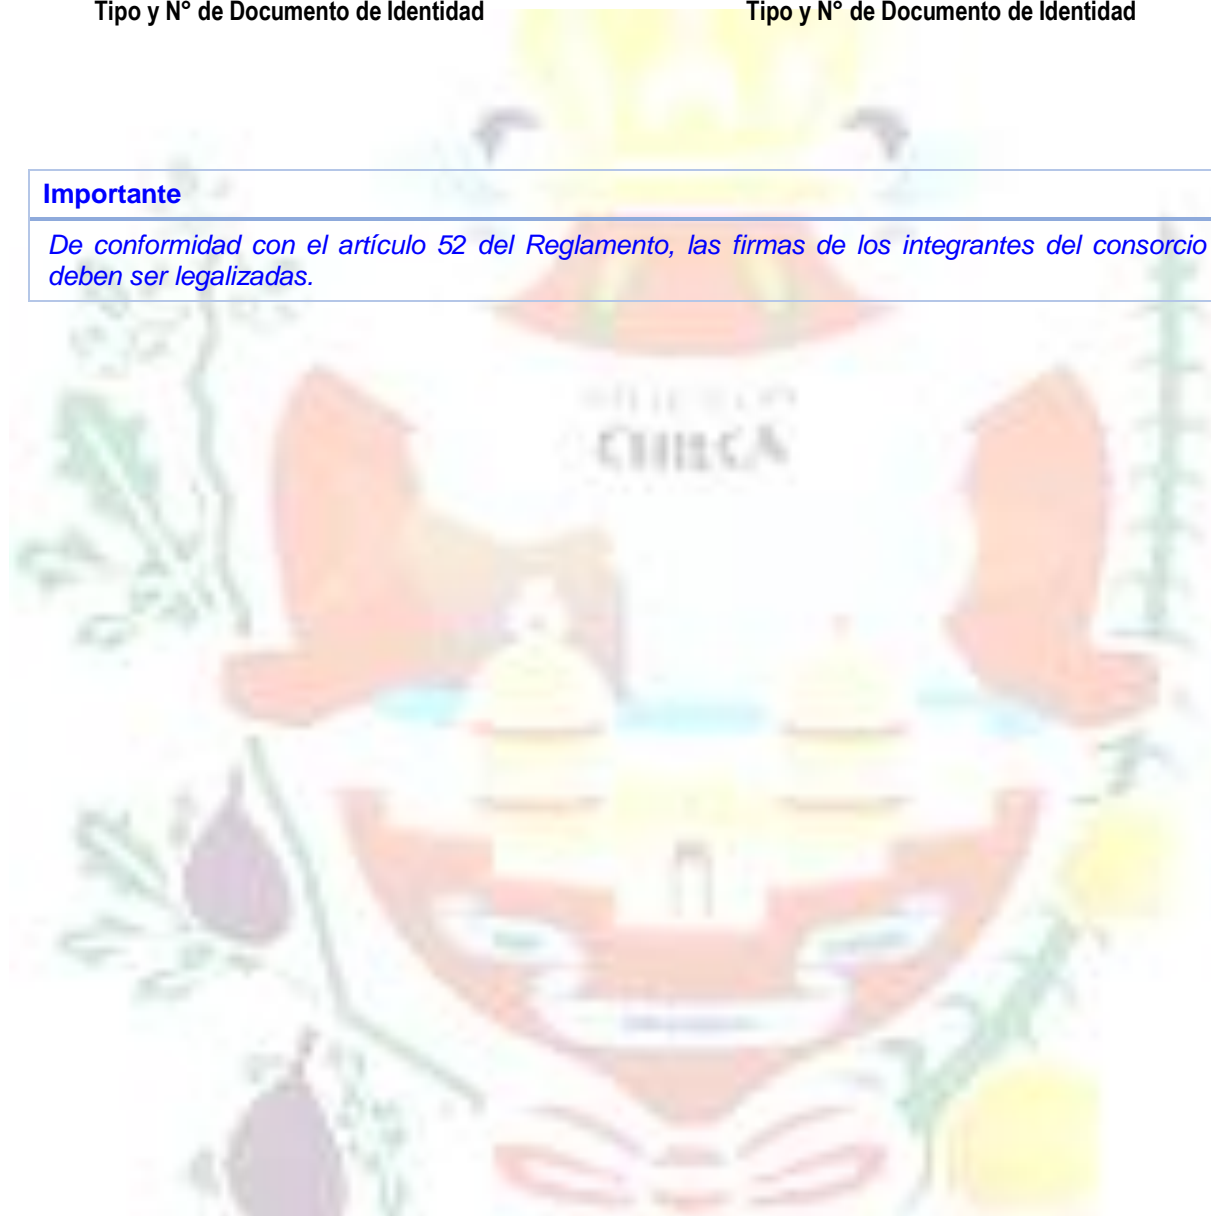 Tipo y N° de Documento de Identidad Tipo y N° de Documento de Identidad
Importante
De conformidad con el artículo 52 del Reglamento, las firmas de los integrantes del consorcio
deben ser legalizadas.